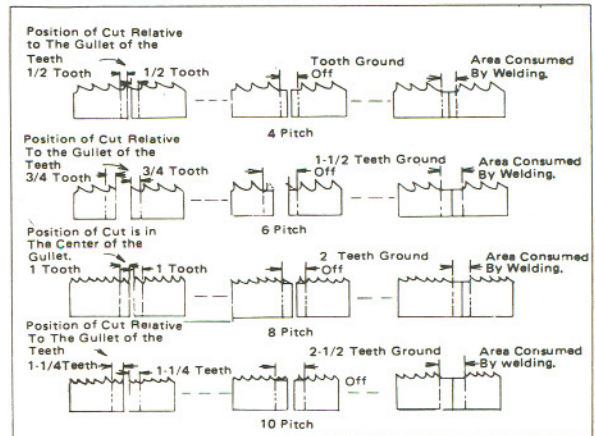 Position of Cut Relative
to The Gullet of the
Teeth
1/2 Tooth 1/2 Tooth
Tooth Ground
Off
Area Consumed
By Welding.
4 Pitch
Position of Cut Relative
To the Gullet of the
Teeth
3/4 Tooth 3/4 Tooth
1-1/2 Teeth Ground
Off
Area Consumed
By Welding.
6 Pitch
Position of Cut is in
The Center of the
Gullet.
1 Tooth 1 Tooth
2 Teeth Ground
Off
Area Consumed
By Welding.
8 Pitch
Position of Cut Relative
To The Gullet of the
Teeth
1-1/4Teeth 1-1/4 Teeth
2-1/2 Teeth Ground
Off
Area Consumed
By welding.
10 Pitch